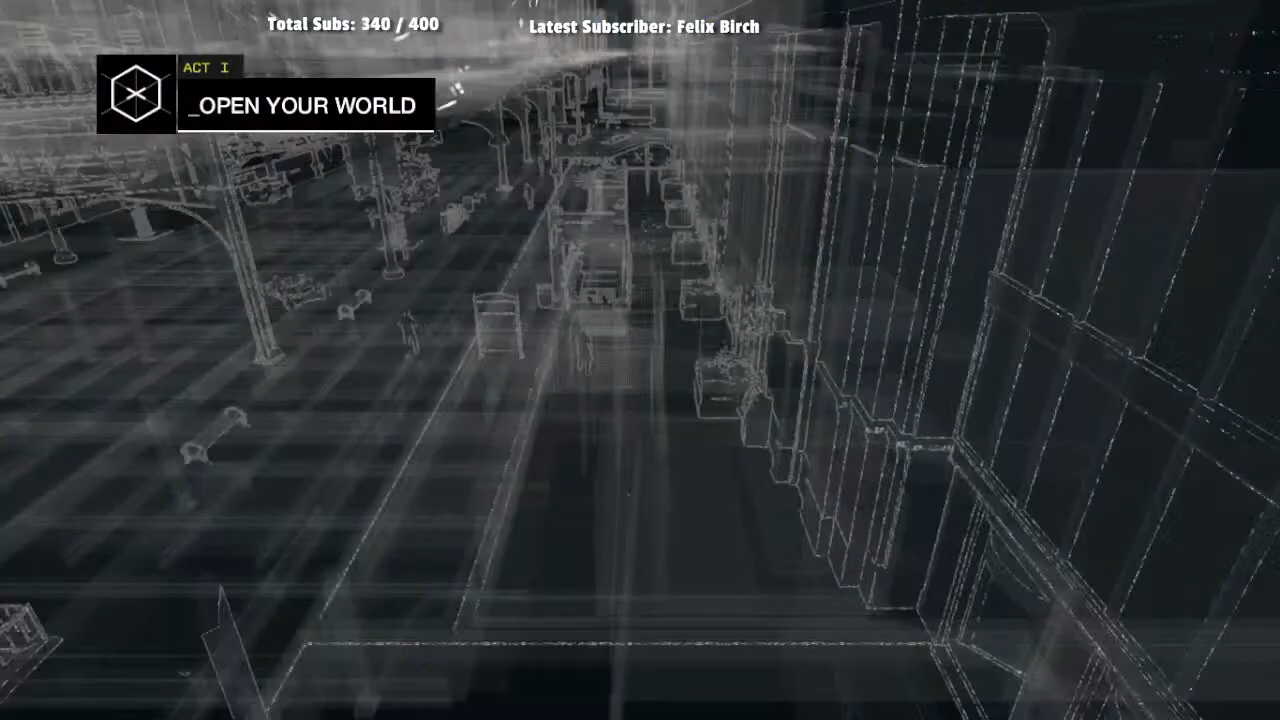 Total Subs: 340 / 400
Latest Subscriber: Felix Birch
ACT I
_OPEN YOUR WORLD